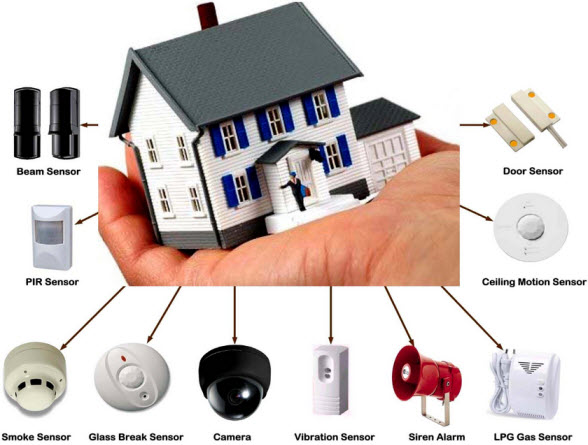 Beam Sensor
Door Sensor
PIR Sensor
Ceiling Motion Sensor
Smoke Sensor
Glass Break Sensor
Camera
Vibration Sensor
Siren Alarm
LPG Gas Sensor